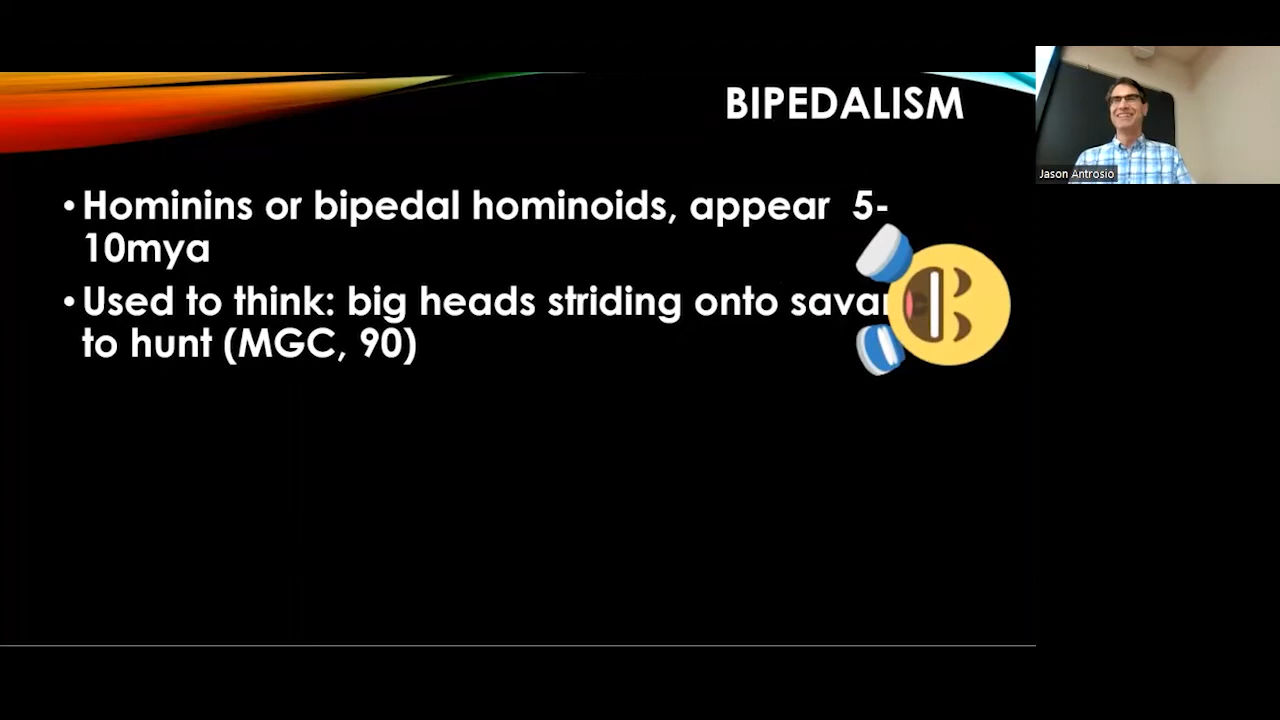 BIPEDALISM
Jason Antrosio
• Hominins or bipedal hominoids, appear 5-
10mya
• Used to think: big heads striding onto
to hunt (MGC, 90)